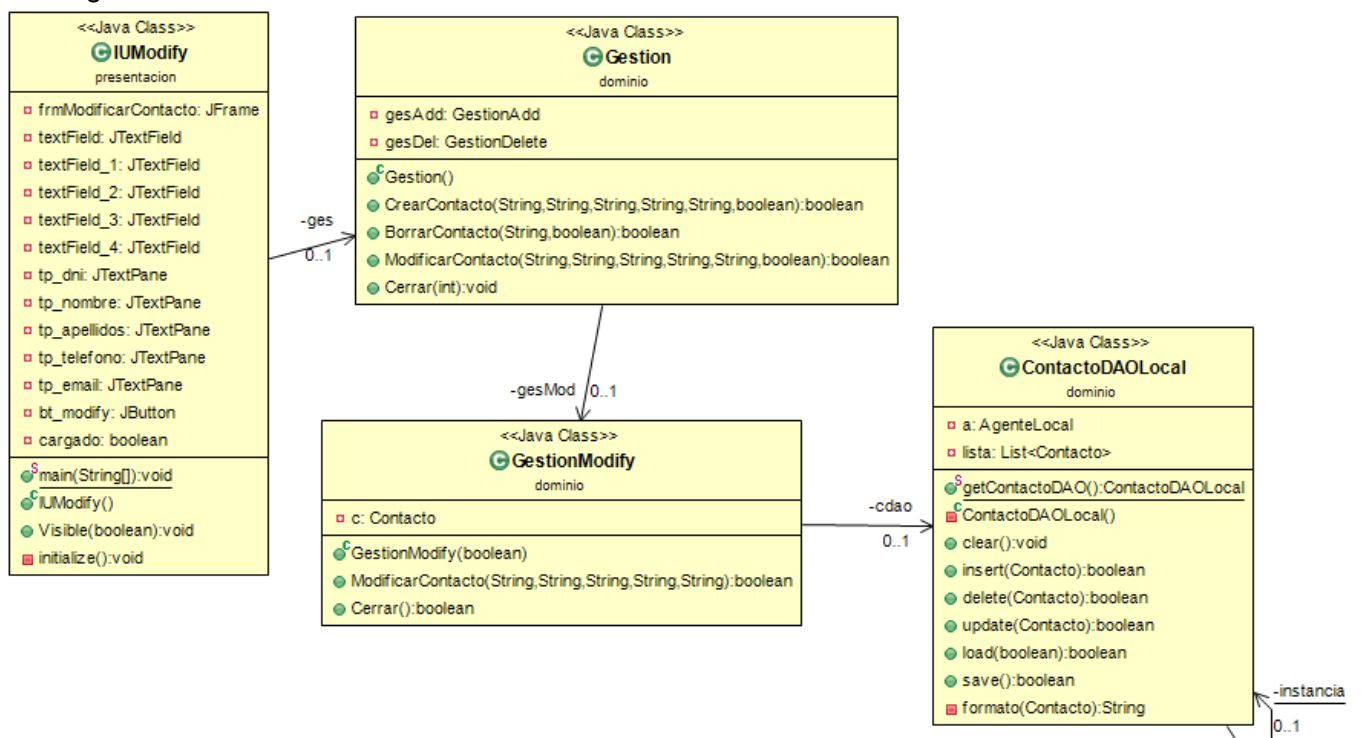 <<Java Class>>
IUModify
presentacion
frmModificarContacto: JFrame
textField: JTextField
textField_1: JTextField
textField_2: JTextField
textField_3: JTextField
textField_4: JTextField
tp_dni: JTextPane
tp_nombre: JTextPane
tp_apellidos: JTextPane
tp_telefono: JTextPane
tp_email: JTextPane
bt_modify: JButton
cargado: boolean
main(String[]):void
IUModify()
Visible(boolean):void
initialize():void
-ges
0..1
<<Java Class>>
Gestion
dominio
gesAdd: GestionAdd
gesDel: GestionDelete
Gestion()
CrearContacto(String,String,String,String,String,boolean):boolean
BorrarContacto(String,boolean):boolean
ModificarContacto(String,String,String,String,String,boolean):boolean
Cerrar(int):void
-gesMod
0..1
<<Java Class>>
GestionModify
dominio
c: Contacto
GestionModify(boolean)
ModificarContacto(String,String,String,String,String):boolean
Cerrar():boolean
-cdao
0..1
<<Java Class>>
ContactoDAOLocal
dominio
a: AgenteLocal
lista: List<Contacto>
getContactoDAO():ContactoDAOLocal
ContactoDAOLocal()
clear():void
insert(Contacto):boolean
delete(Contacto):boolean
update(Contacto):boolean
load(boolean):boolean
save():boolean
formato(Contacto):String
-instancia
0..1